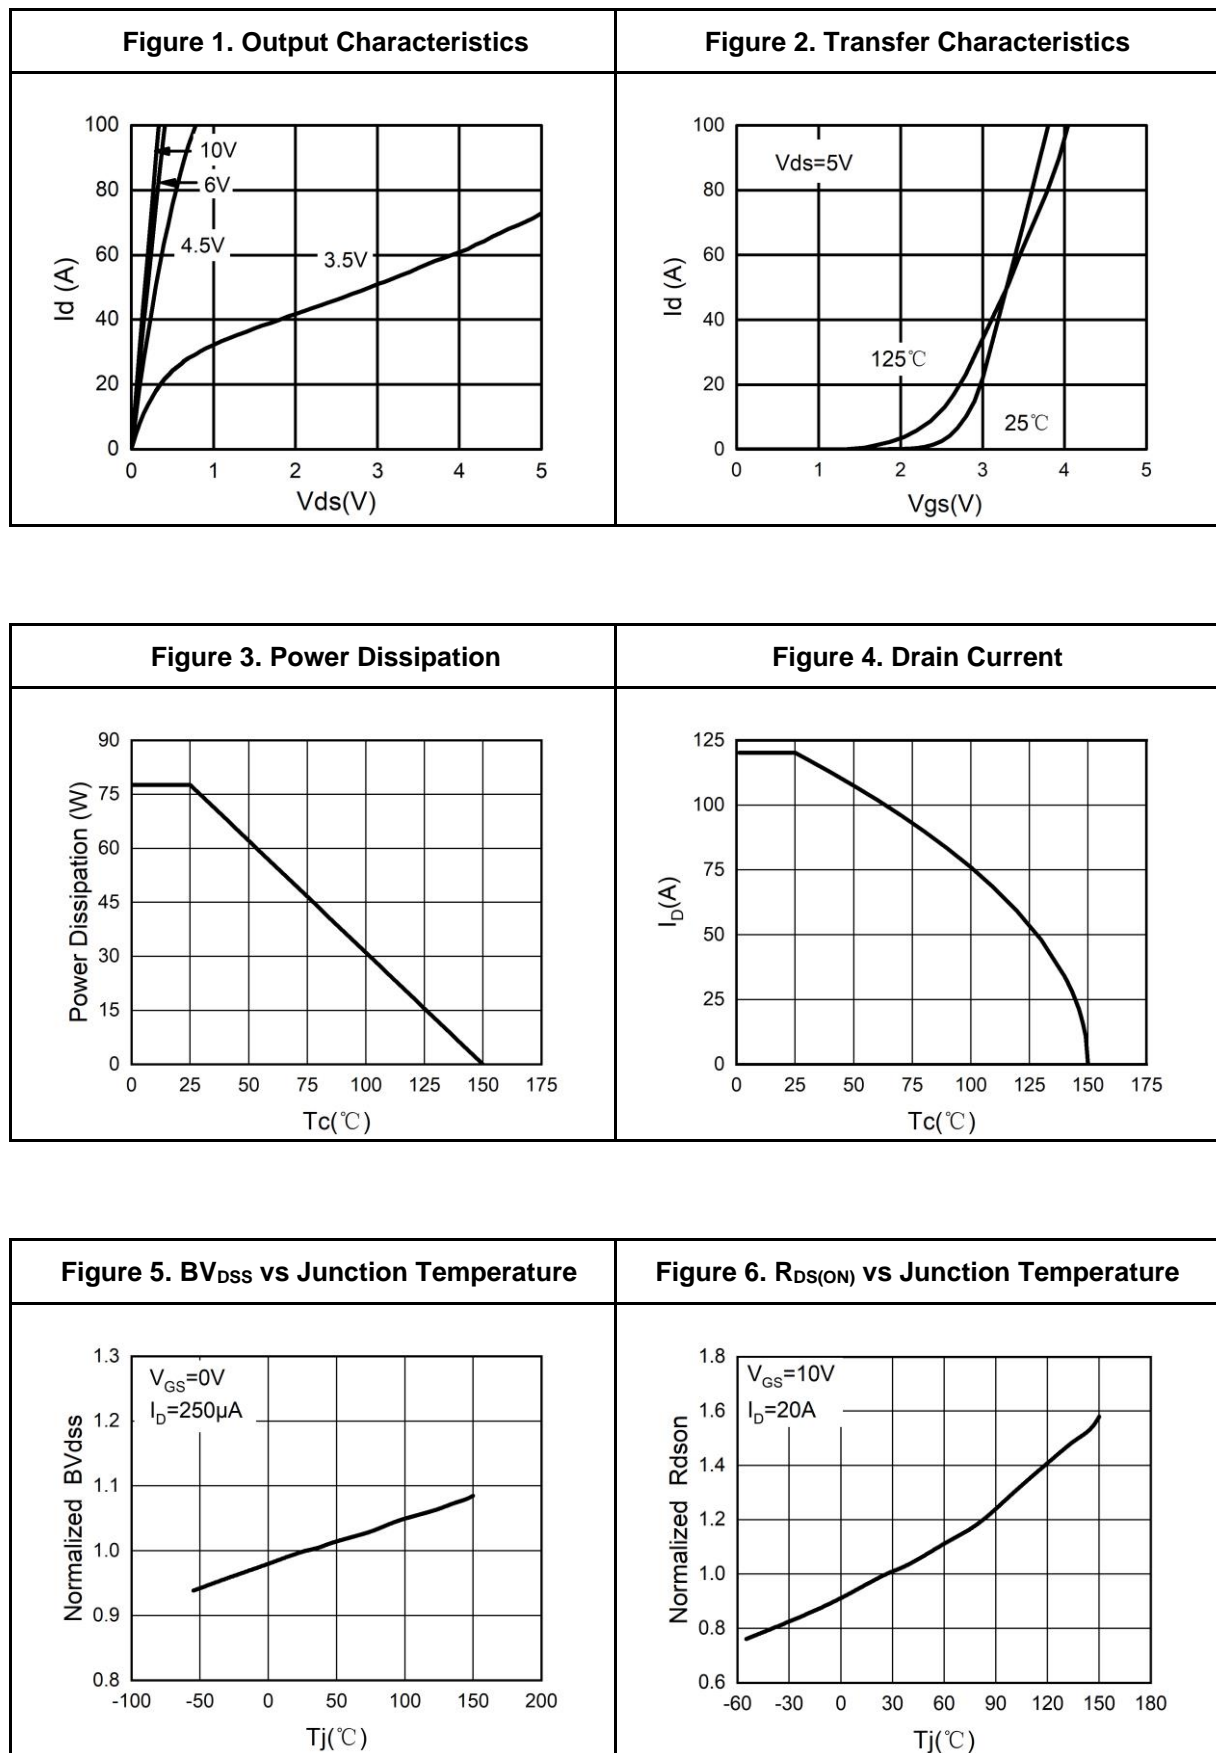 Figure 1. Output Characteristics
Figure 2. Transfer Characteristics
100
80
60
40
20
0
Id (A)
10V
6V
4.5V
3.5V
0 1 2 3 4 5
Vds(V)
100
80
60
40
20
0
Id (A)
Vds=5V
125℃
25℃
0 1 2 3 4 5
Vgs(V)
Figure 3. Power Dissipation
Figure 4. Drain Current
90
75
60
45
30
15
0
Power Dissipation (W)
0 25 50 75 100 125 150 175
Tc(℃)
125
100
75
50
25
0
ID(A)
0 25 50 75 100 125 150 175
Tc(℃)
Figure 5. BVDSS vs Junction Temperature
Figure 6. RDS(ON) vs Junction Temperature
1.3
1.2
1.1
1.0
0.9
0.8
Normalized BVdss
VGS=0V
ID=250µA
-100 -50 0 50 100 150 200
Tj(℃)
1.8
1.6
1.4
1.2
1.0
0.8
0.6
Normalized Rdson
VGS=10V
ID=20A
-60 -30 0 30 60 90 120 150 180
Tj(℃)